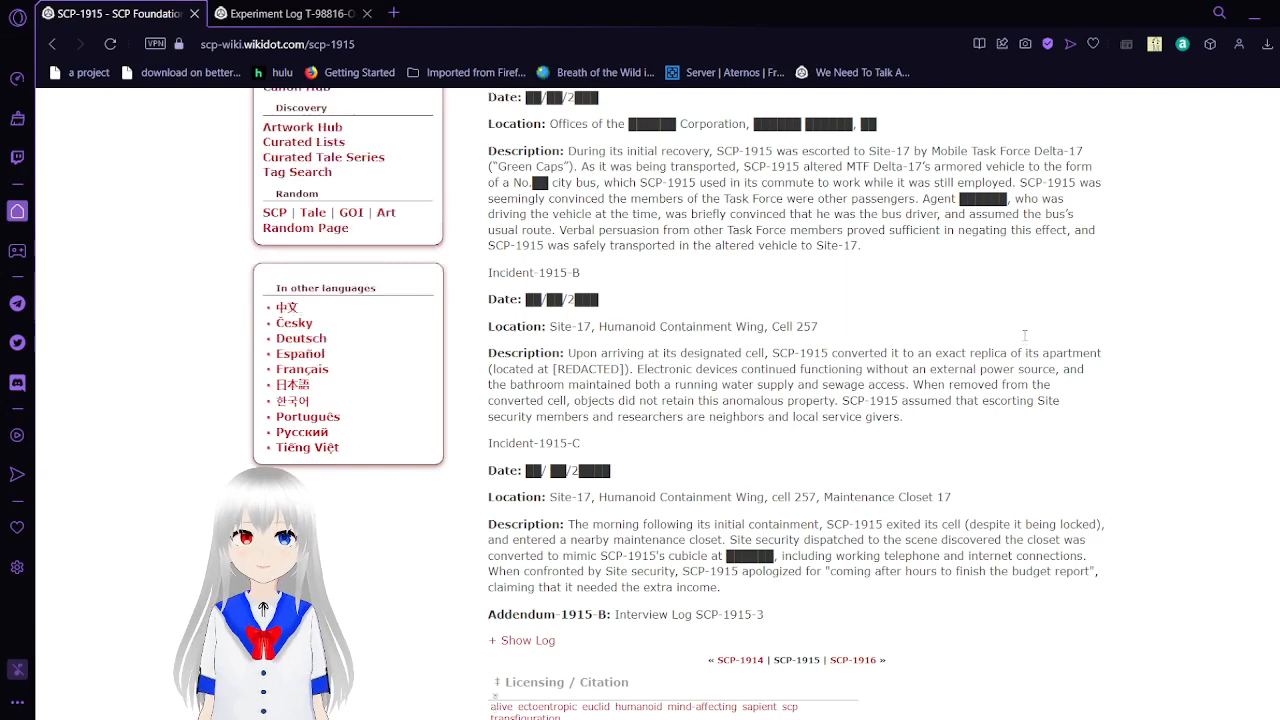 SCP-1915 - SCP Foundatio
Experiment Log T-98816-O
VPN
scp-wiki.wikidot.com/scp-1915
a project
download on better...
hulu
Getting Started
Imported from Firef...
Breath of the Wild i...
Server | Aternos | Fr...
We Need To Talk A...
Canon Hub
Discovery
Artwork Hub
Curated Lists
Curated Tale Series
Tag Search
Random
SCP | Tale | GOI | Art
Random Page
In other languages
中文
Česky
Deutsch
Español
Français
日本語
한국어
Português
Русский
Tiếng Việt
Date: ██/██/2███
Location: Offices of the ██████ Corporation, ██████ ██████, ██
Description: During its initial recovery, SCP-1915 was escorted to Site-17 by Mobile Task Force Delta-17
("Green Caps"). As it was being transported, SCP-1915 altered MTF Delta-17's armored vehicle to the form
of a No.██ city bus, which SCP-1915 used in its commute to work while it was still employed. SCP-1915 was
seemingly convinced the members of the Task Force were other passengers. Agent ██████, who was
driving the vehicle at the time, was briefly convinced that he was the bus driver, and assumed the bus's
usual route. Verbal persuasion from other Task Force members proved sufficient in negating this effect, and
SCP-1915 was safely transported in the altered vehicle to Site-17.
Incident-1915-B
Date: ██/██/2███
Location: Site-17, Humanoid Containment Wing, Cell 257
Description: Upon arriving at its designated cell, SCP-1915 converted it to an exact replica of its apartment
(located at [REDACTED]). Electronic devices continued functioning without an external power source, and
the bathroom maintained both a running water supply and sewage access. When removed from the
converted cell, objects did not retain this anomalous property. SCP-1915 assumed that escorting Site
security members and researchers are neighbors and local service givers.
Incident-1915-C
Date: ██/ ██/2████
Location: Site-17, Humanoid Containment Wing, cell 257, Maintenance Closet 17
Description: The morning following its initial containment, SCP-1915 exited its cell (despite it being locked),
and entered a nearby maintenance closet. Site security dispatched to the scene discovered the closet was
converted to mimic SCP-1915's cubicle at ██████, including working telephone and internet connections.
When confronted by Site security, SCP-1915 apologized for "coming after hours to finish the budget report",
claiming that it needed the extra income.
Addendum-1915-B: Interview Log SCP-1915-3
+ Show Log
« SCP-1914 | SCP-1915 | SCP-1916 »
‡ Licensing / Citation
alive ectoentropic euclid humanoid mind-affecting sapient scp
transfiguration